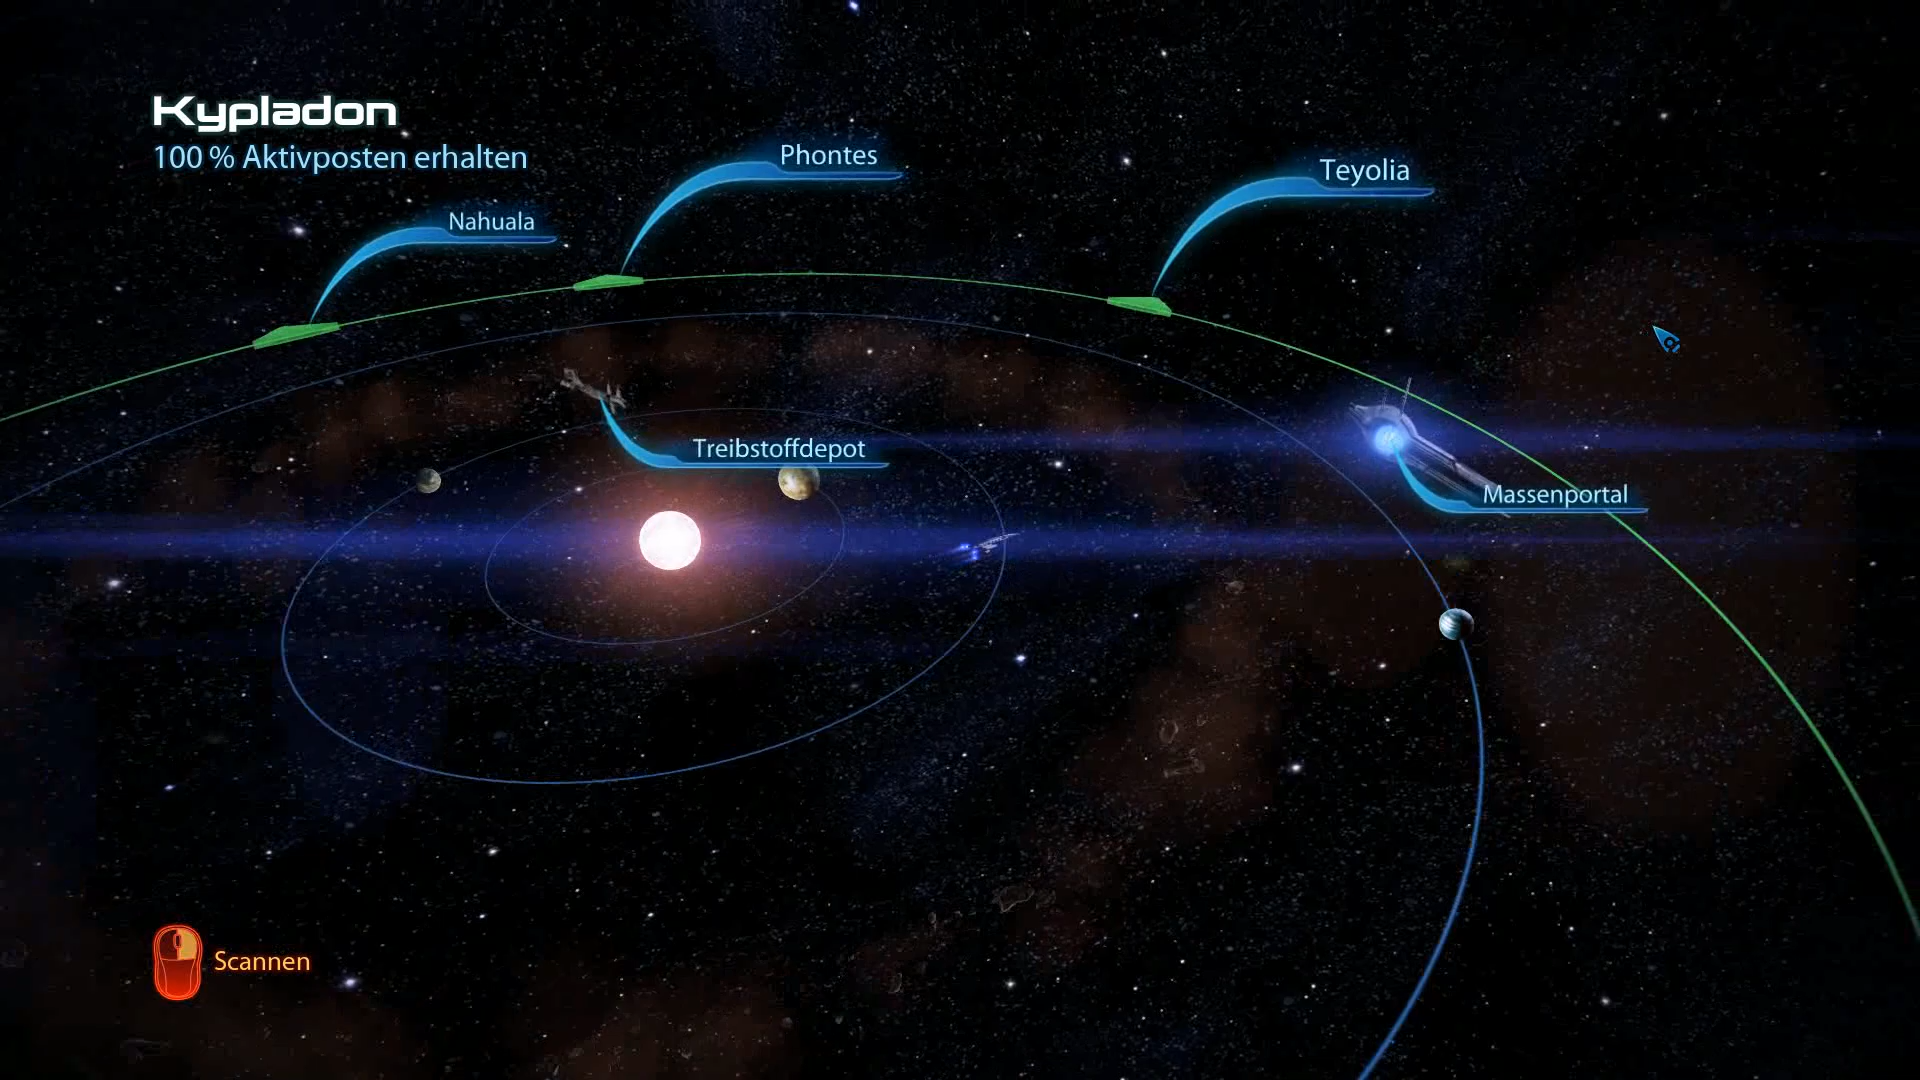 Kypladon
100 % Aktivposten erhalten
Phontes
Teyolia
Nahuala
Treibstoffdepot
Massenportal
Scannen